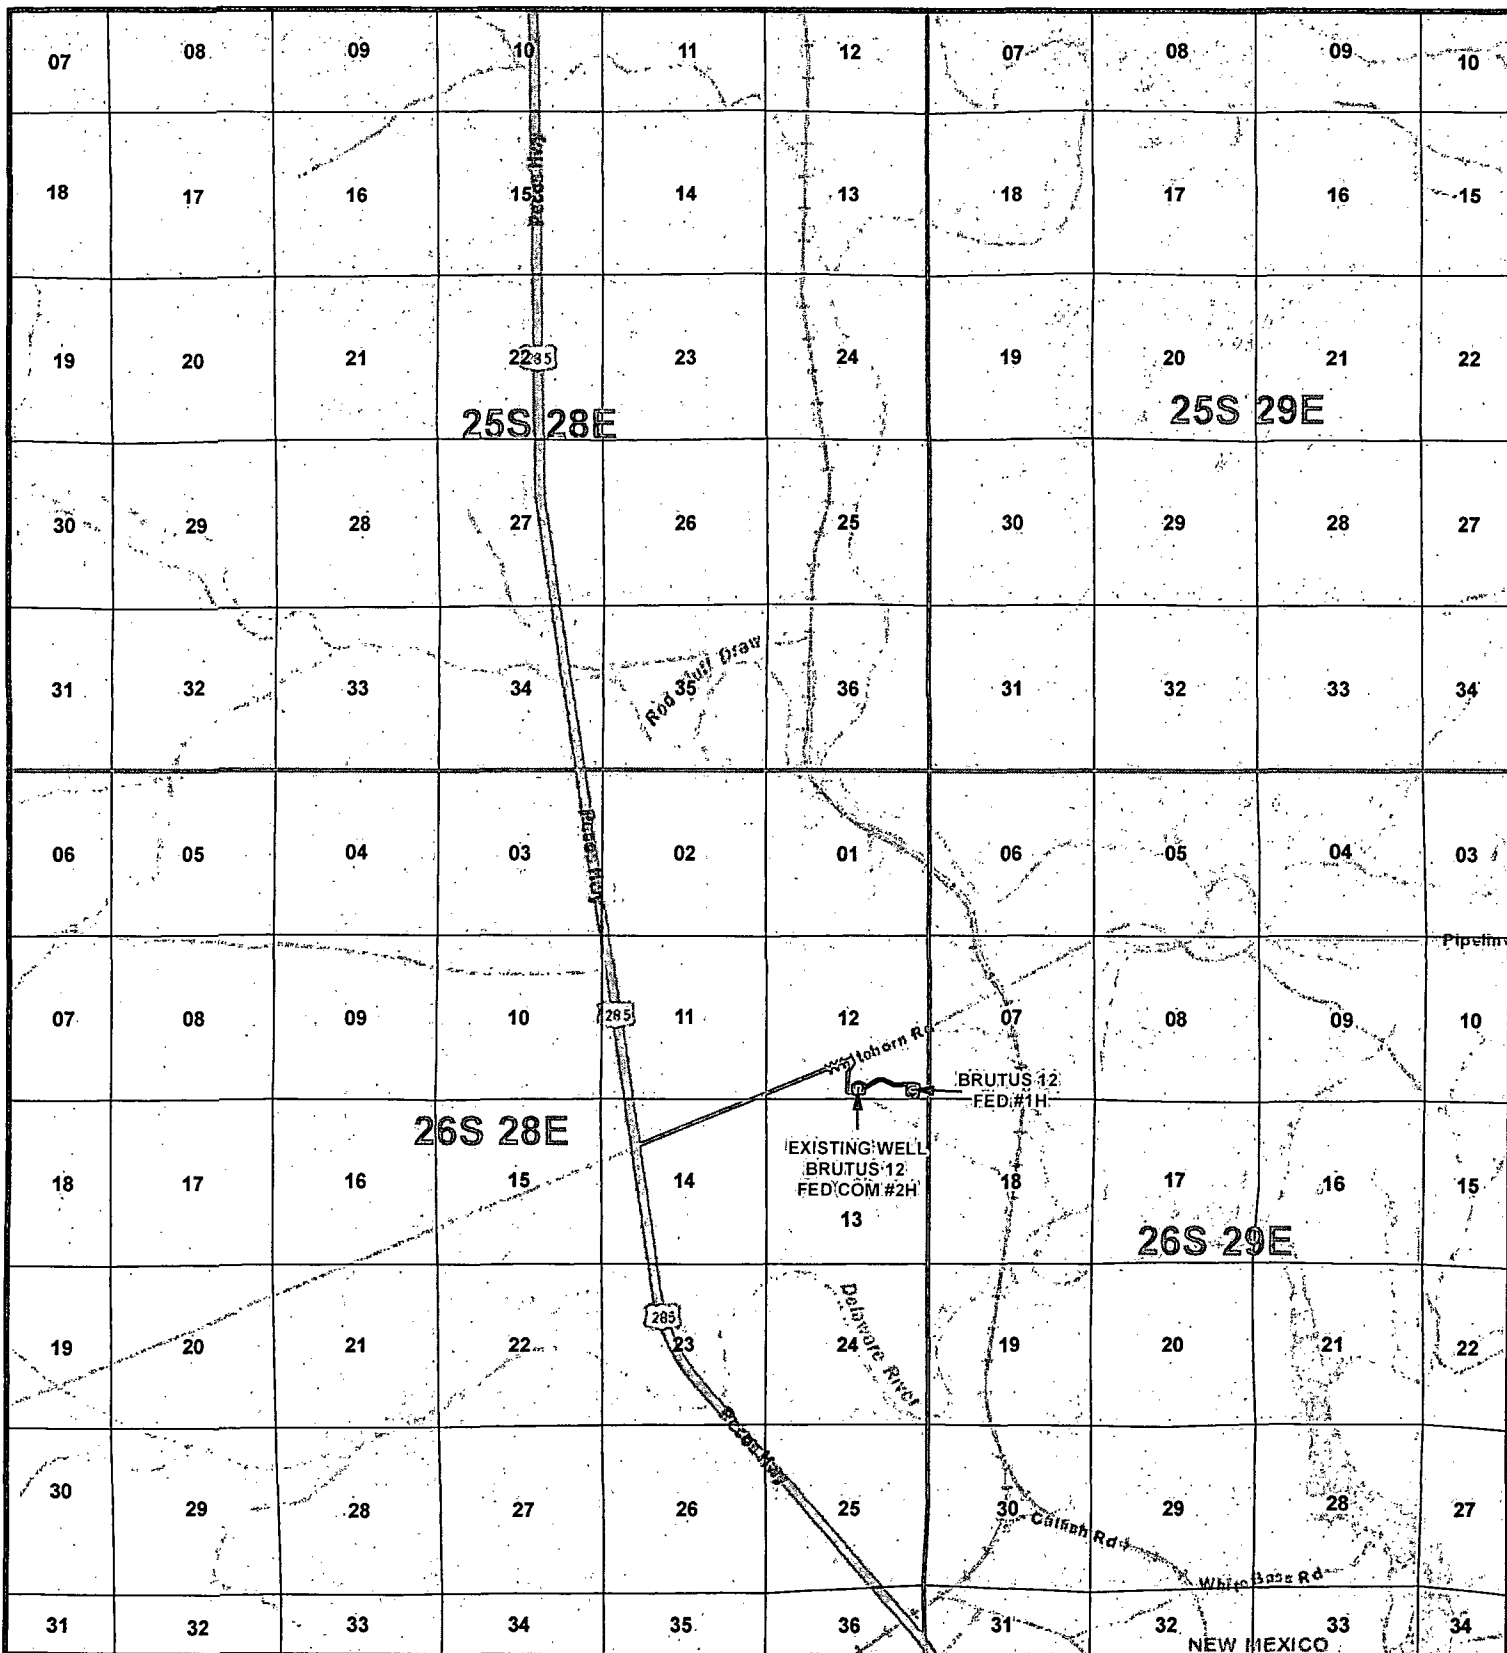 07 08 09 10 11 12 07 08 09 10
Pecos Hwy
18 17 16 15 14 13 18 17 16 15
19 20 21 22 285 23 24 19 20 21 22
25S 28E 25S 29E
30 29 28 27 26 25 30 29 28 27
Draw
31 32 33 34 35 36 31 32 33 34
06 05 04 03 02 01 06 05 04 03
Pecos Hwy
07 08 09 10 285 11 12 07 08 09 10
Rd
BRUTUS 12
FED #1H
26S 28E
EXISTING WELL
BRUTUS 12
FED COM #2H
18 17 16 15 14 13 18 17 16 15
26S 29E
Delaware River
285
19 20 21 22 23 24 19 20 21 22
Pecos Hwy
30 29 28 27 26 25 30 29 28 27
Rd
Rd
31 32 33 34 35 36 31 32 33 34
NEW MEXICO